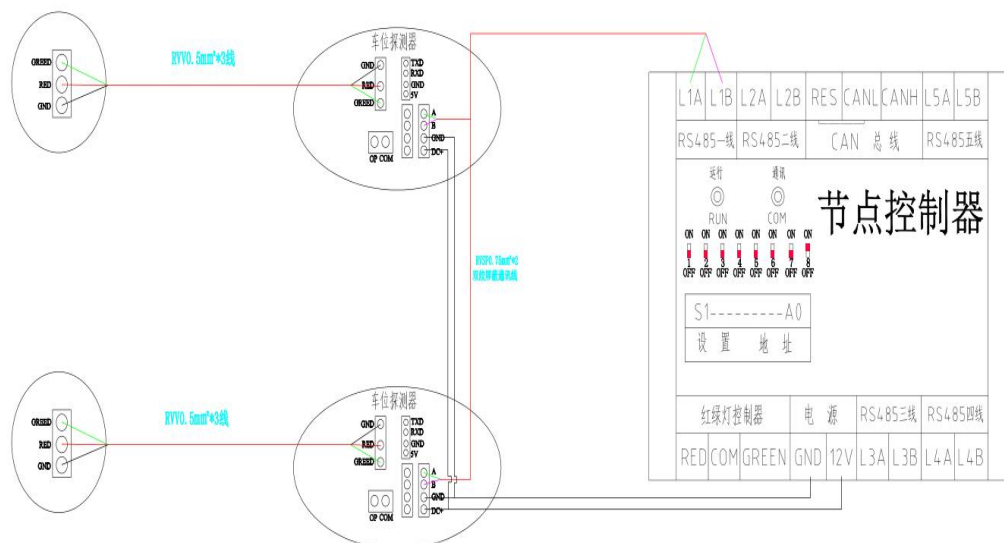 RVV0.5mm²*3线
GREED
RED
GND
车位探测器
GND
RED
GREED
TXD
RXD
GND
5V
A
B
GND
DC+
OP COM
RVSP0.75mm²*2
双绞屏蔽通讯线
RVV0.5mm²*3线
GREED
RED
GND
车位探测器
GND
RED
GREED
TXD
RXD
GND
5V
A
B
GND
DC+
OP COM
L1A L1B L2A L2B RES CANL CANH L5A L5B
RS485一线 RS485二线 CAN 总线 RS485五线
运行 通讯
RUN COM
节点控制器
ON ON ON ON ON ON ON ON
1 2 3 4 5 6 7 8
OFF OFF OFF OFF OFF OFF OFF OFF
S1---------A0
设置 地址
红绿灯控制器 电源 RS485三线 RS485四线
RED COM GREEN GND 12V L3A L3B L4A L4B